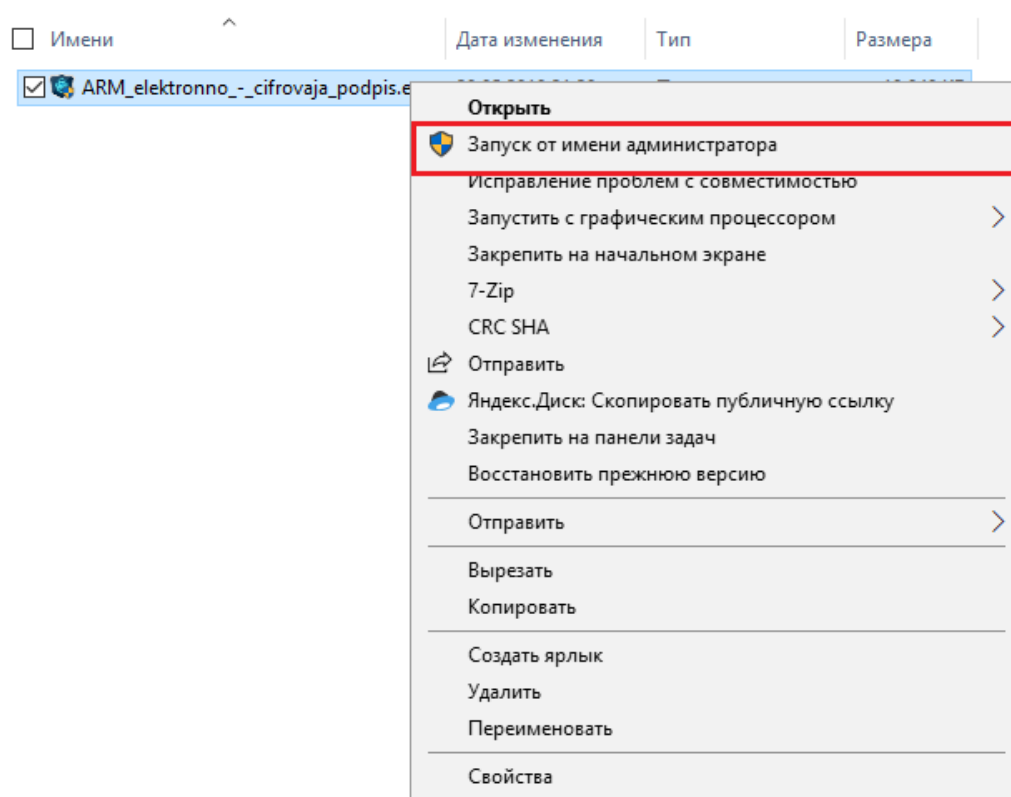 Имени Дата изменения Тип Размера
ARM_elektronno_-_cifrovaja_podpis.e
Открыть
Запуск от имени администратора
Исправление проблем с совместимостью
Запустить с графическим процессором
Закрепить на начальном экране
7-Zip
CRC SHA
Отправить
Яндекс.Диск: Скопировать публичную ссылку
Закрепить на панели задач
Восстановить прежнюю версию
Отправить
Вырезать
Копировать
Создать ярлык
Удалить
Переименовать
Свойства